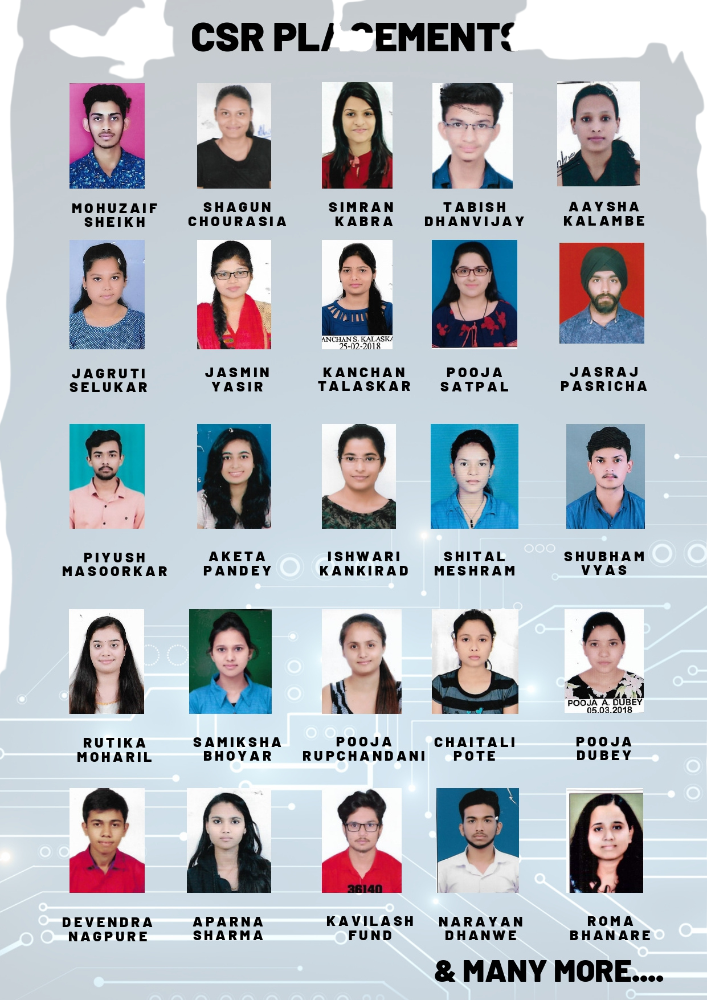 CSR PLACEMENTS
MOHUZAIF
SHEIKH
SHAGUN
CHOURASIA
SIMRAN
KABRA
TABISH
DHANVIJAY
AAYSHA
KALAMBE
ANCHAN S. KALASKA
25-02-2018
JAGRUTI
SELUKAR
JASMIN
YASIR
KANCHAN
TALASKAR
POOJA
SATPAL
JASRAJ
PASRICHA
PIYUSH
MASOORKAR
AKETA
PANDEY
ISHWARI
KANKIRAD
SHITAL
MESHRAM
SHUBHAM
VYAS
POOJA A. DUBEY
05.03.2018
RUTIKA
MOHARIL
SAMIKSHA
BHOYAR
POOJA
RUPCHANDANI
CHAITALI
POTE
POOJA
DUBEY
36140
DEVENDRA
NAGPURE
APARNA
SHARMA
KAVILASH
FUND
NARAYAN
DHANWE
ROMA
BHANARE
& MANY MORE....